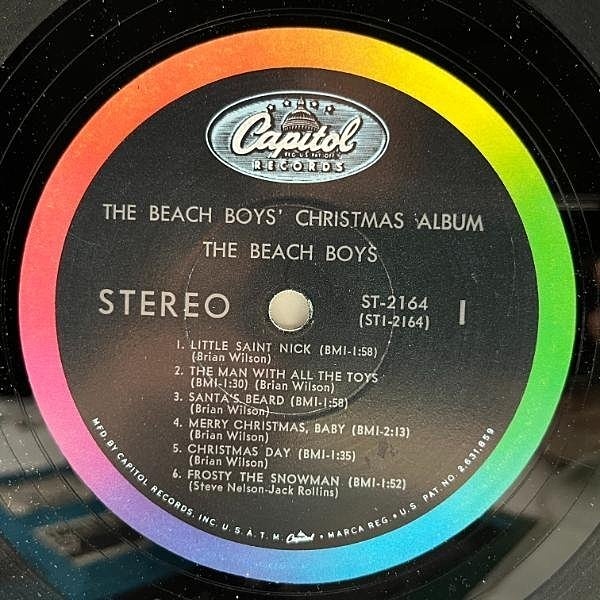 Capitol
REG. U.S. PAT. OFF.
RECORDS
THE BEACH BOYS' CHRISTMAS ALBUM
THE BEACH BOYS
STEREO
ST-2164
(ST1-2164)
1
1. LITTLE SAINT NICK (BMI-1:58)
(Brian Wilson)
2. THE MAN WITH ALL THE TOYS
(BMI-1:30) (Brian Wilson)
3. SANTA'S BEARD (BMI-1:58)
(Brian Wilson)
4. MERRY CHRISTMAS, BABY (BMI-2:13)
(Brian Wilson)
5. CHRISTMAS DAY (BMI-1:35)
(Brian Wilson)
6. FROSTY THE SNOWMAN (BMI-1:52)
(Steve Nelson-Jack Rollins)
MFD. BY CAPITOL RECORDS, INC. U.S.A. T.M. Capitol • MARCA REG. • U.S. PAT. NO. 2,631,859